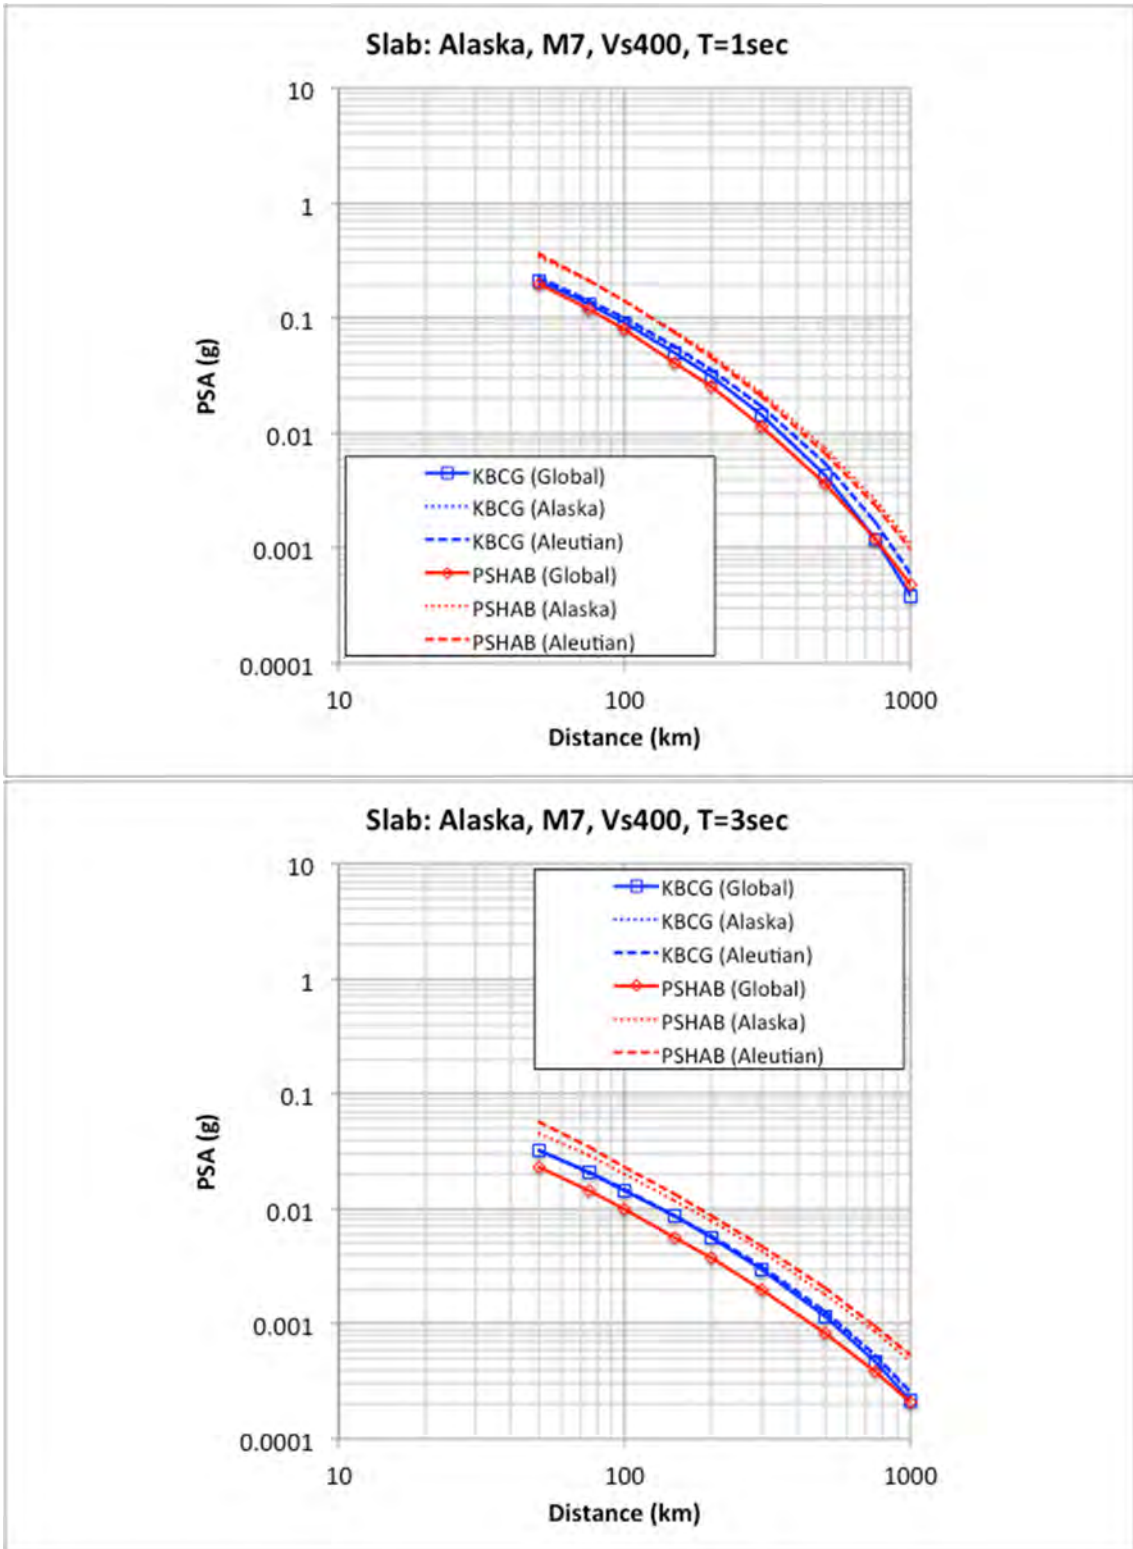 Slab: Alaska, M7, Vs400, T=1sec
10
1
0.1
0.01
0.001
0.0001
PSA (g)
KBCG (Global)
KBCG (Alaska)
KBCG (Aleutian)
PSHAB (Global)
PSHAB (Alaska)
PSHAB (Aleutian)
10 100 1000
Distance (km)
Slab: Alaska, M7, Vs400, T=3sec
10
1
0.1
0.01
0.001
0.0001
PSA (g)
KBCG (Global)
KBCG (Alaska)
KBCG (Aleutian)
PSHAB (Global)
PSHAB (Alaska)
PSHAB (Aleutian)
10 100 1000
Distance (km)